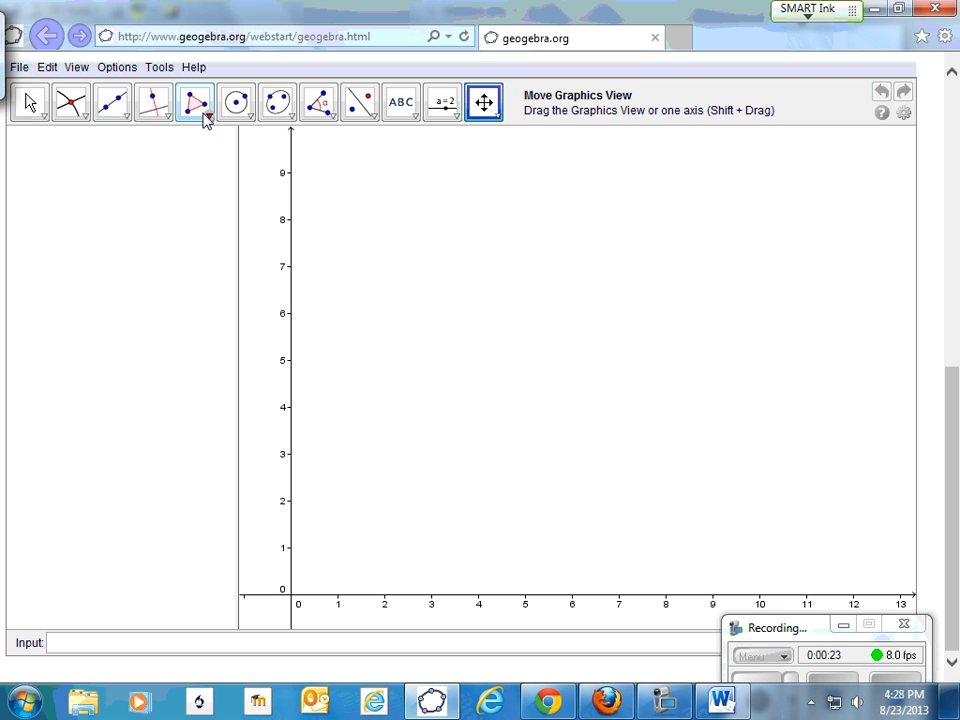 SMART Ink
http://www.geogebra.org/webstart/geogebra.html
geogebra.org
File Edit View Options Tools Help
ABC
a=2
α
Move Graphics View
Drag the Graphics View or one axis (Shift + Drag)
9
8
7
6
5
4
3
2
1
0
0 1 2 3 4 5 6 7 8 9 10 11 12 13
Input:
Recording...
Menu 0:00:23 8.0 fps
4:28 PM
8/23/2013